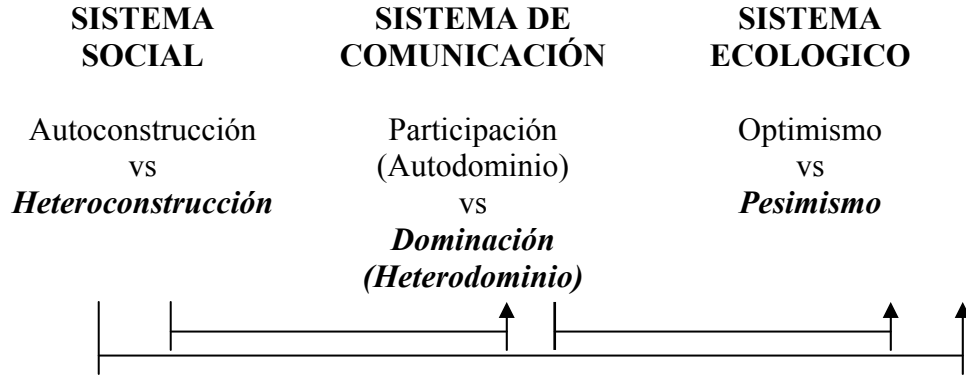 SISTEMA
SOCIAL
SISTEMA DE
COMUNICACIÓN
SISTEMA
ECOLOGICO
Autoconstrucción
vs
Heteroconstrucción
Participación
(Autodominio)
vs
Dominación
(Heterodominio)
Optimismo
vs
Pesimismo